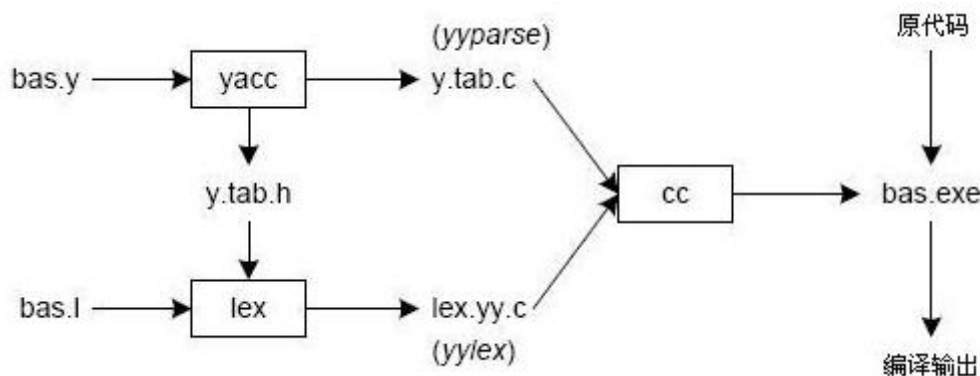 (yyparse)
原代码
bas.y
yacc
y.tab.c
y.tab.h
cc
bas.exe
bas.l
lex
lex.yy.c
(yylex)
编译输出